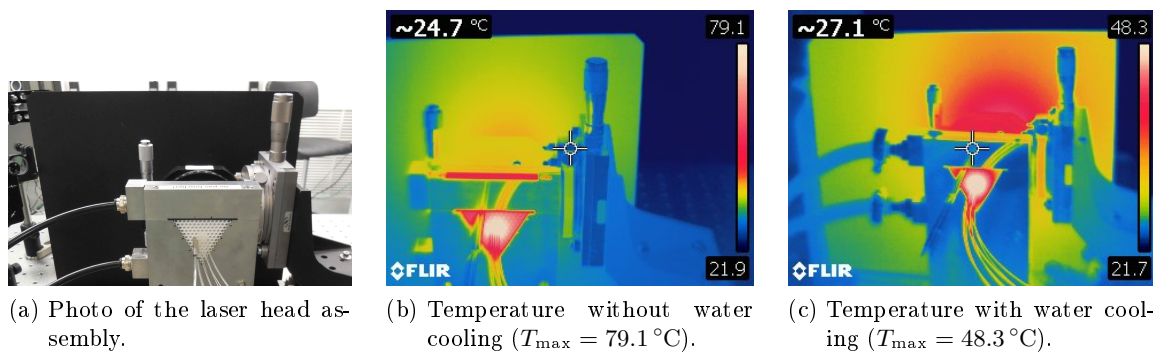 ~24.7 °C
79.1
~27.1 °C
48.3
◇FLIR
21.9
◇FLIR
21.7
(a) Photo of the laser head as-
sembly.
(b) Temperature without water
cooling (Tmax = 79.1 °C).
(c) Temperature with water cool-
ing (Tmax = 48.3 °C).